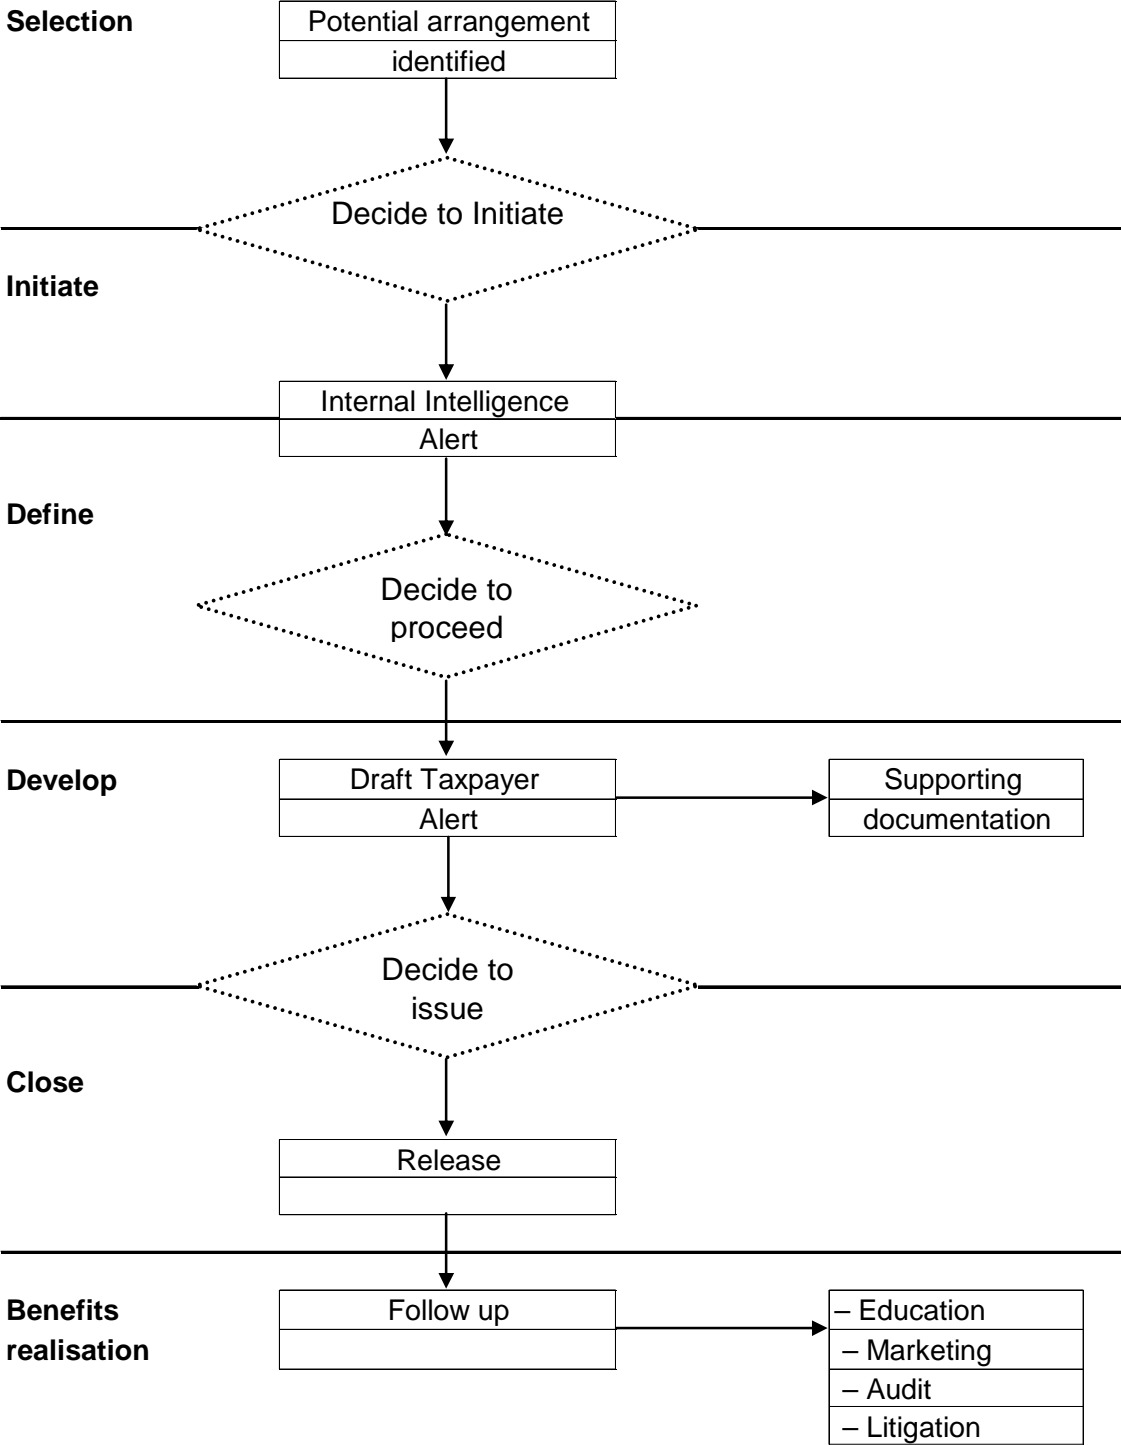 Selection
Potential arrangement
identified
Decide to Initiate
Initiate
Internal Intelligence
Alert
Define
Decide to
proceed
Develop
Draft Taxpayer
Alert
Supporting
documentation
Decide to
issue
Close
Release
Benefits
realisation
Follow up
– Education
– Marketing
– Audit
– Litigation